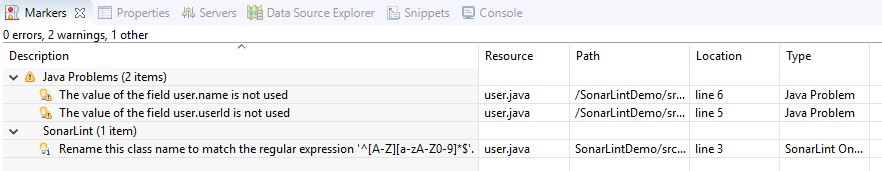 Markers Properties Servers Data Source Explorer Snippets Console
0 errors, 2 warnings, 1 other
Description Resource Path Location Type
Java Problems (2 items)
The value of the field user.name is not used user.java /SonarLintDemo/sr... line 6 Java Problem
The value of the field user.userId is not used user.java /SonarLintDemo/sr... line 5 Java Problem
SonarLint (1 item)
Rename this class name to match the regular expression '^[A-Z][a-zA-Z0-9]*$'. user.java SonarLintDemo/src... line 3 SonarLint On...